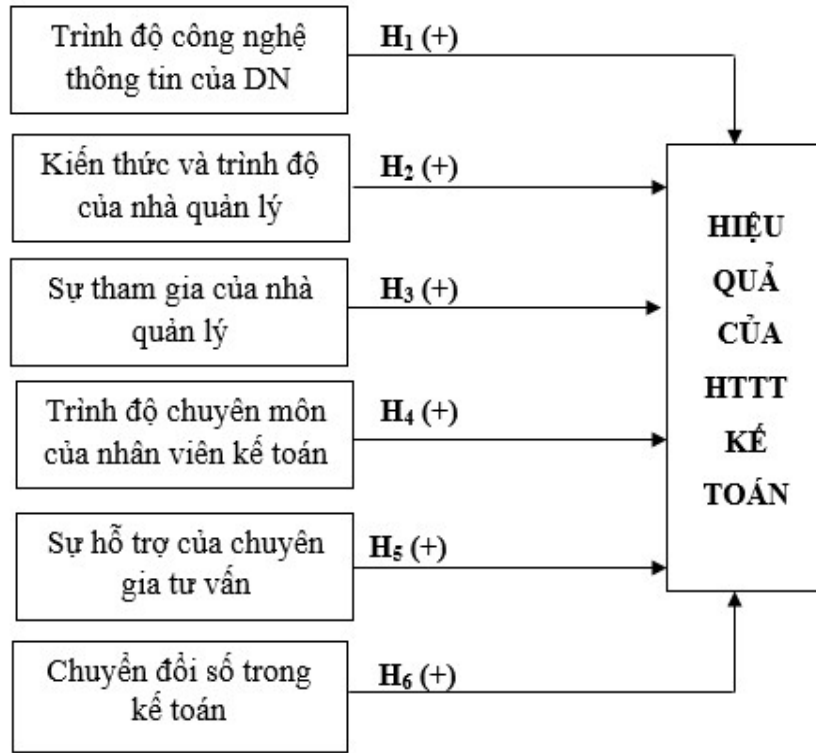 Trình độ công nghệ
thông tin của DN
H₁ (+)
Kiến thức và trình độ
của nhà quản lý
H₂ (+)
Sự tham gia của nhà
quản lý
H₃ (+)
Trình độ chuyên môn
của nhân viên kế toán
H₄ (+)
Sự hỗ trợ của chuyên
gia tư vấn
H₅ (+)
Chuyển đổi số trong
kế toán
H₆ (+)
HIỆU
QUẢ
CỦA
HTTT
KẾ
TOÁN